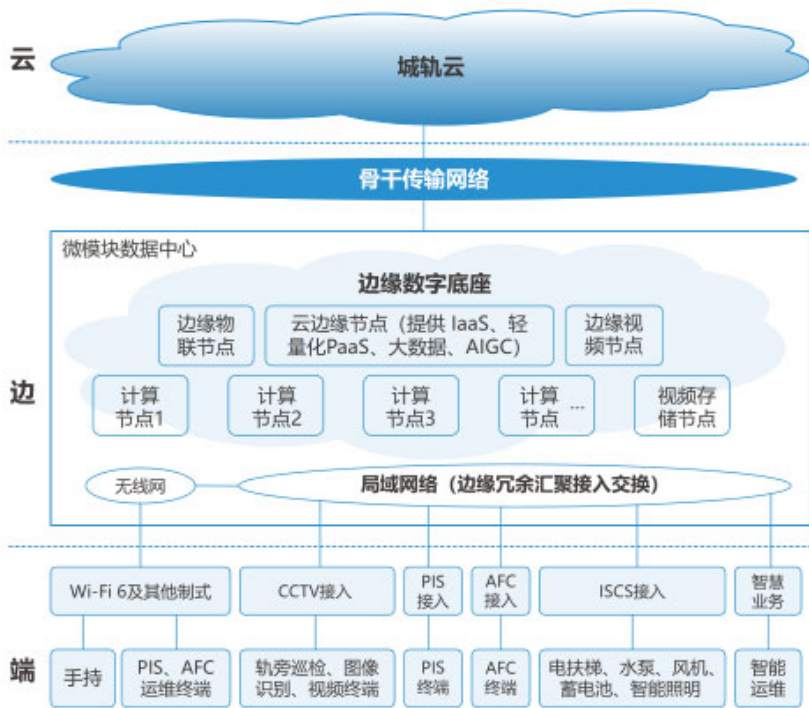 云
城轨云
骨干传输网络
微模块数据中心
边缘数字底座
边缘物
联节点
云边缘节点（提供 IaaS、轻
量化PaaS、大数据、AIGC）
边缘视
频节点
边
计算
节点1
计算
节点2
计算
节点3
计算
节点 ...
视频存
储节点
无线网
局域网络（边缘冗余汇聚接入交换）
Wi-Fi 6及其他制式
CCTV接入
PIS
接入
AFC
接入
ISCS接入
智慧
业务
端
手持
PIS、AFC
运维终端
轨旁巡检、图像
识别、视频终端
PIS
终端
AFC
终端
电扶梯、水泵、风机、
蓄电池、智能照明
智能
运维